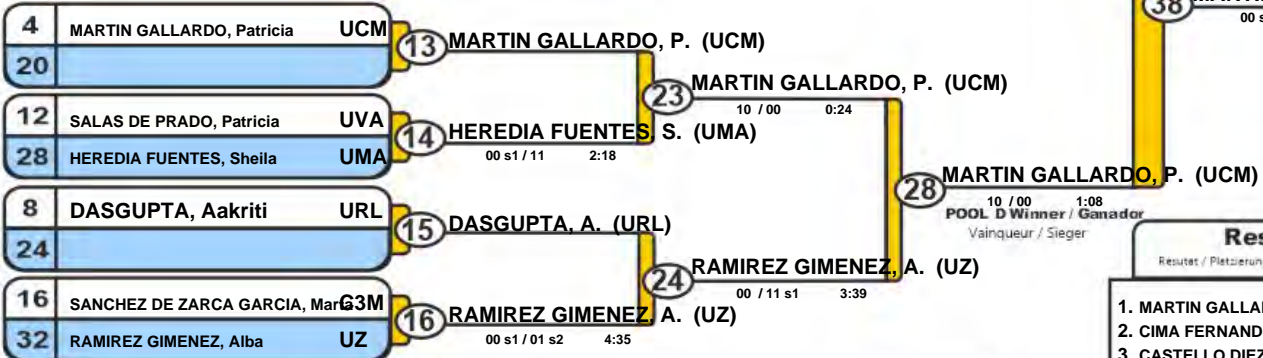 38
00 s
4 MARTIN GALLARDO, Patricia UCM
20
13 MARTIN GALLARDO, P. (UCM)
23 MARTIN GALLARDO, P. (UCM)
10 / 00 0:24
12 SALAS DE PRADO, Patricia UVA
28 HEREDIA FUENTES, Sheila UMA
14 HEREDIA FUENTES, S. (UMA)
00 s1 / 11 2:18
28 MARTIN GALLARDO, P. (UCM)
10 / 00 1:08
POOL D Winner / Ganador
Vainqueur / Sieger
8 DASGUPTA, Aakriti URL
24
15 DASGUPTA, A. (URL)
24 RAMIREZ GIMENEZ, A. (UZ)
00 / 11 s1 3:39
16 SANCHEZ DE ZARCA GARCIA, Marta G3M
32 RAMIREZ GIMENEZ, Alba UZ
16 RAMIREZ GIMENEZ, A. (UZ)
00 s1 / 01 s2 4:35
Res
1. MARTIN GALLAR
2. CIMA FERNAND
3. CASTELLO DIEZ